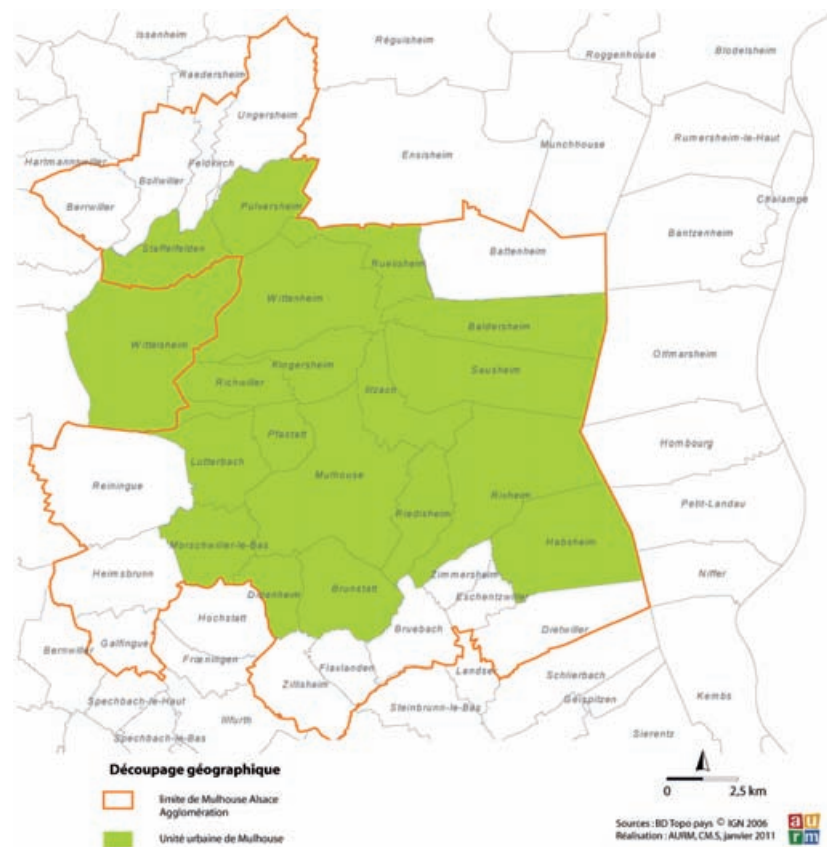 Issenheim
Réguisheim
Roggenhouse
Blodelsheim
Raedersheim
Ungersheim
Ensisheim
Munchhouse
Rumersheim-le-Haut
Hartmannswiller
Bollwiller
Feldkirch
Berrwiller
Pulversheim
Chalampe
Bantzenheim
Staffelfelden
Ruelisheim
Battenheim
Wittenheim
Wittelsheim
Baldersheim
Ottmarsheim
Kingersheim
Sausheim
Richwiller
Illzach
Pfastatt
Hombourg
Lutterbach
Mulhouse
Reiningue
Rixheim
Petit-Landau
Riedisheim
Morschwiller-le-Bas
Habsheim
Heimsbrunn
Zimmersheim
Niffer
Didenheim
Brunstatt
Eschentzwiller
Hochstatt
Bruebach
Dietwiller
Bernwiller
Galfingue
Frœningen
Flaxlanden
Landser
Zillisheim
Schlierbach
Spechbach-le-Haut
Geispitzen
Kembs
Steinbrunn-le-Bas
Illfurth
Spechbach-le-Bas
Sierentz
Découpage géographique
limite de Mulhouse Alsace
Agglomération
Unité urbaine de Mulhouse
0 2,5 km
Sources : BD Topo pays © IGN 2006
Réalisation : AURM, CM.S, janvier 2011
au
rm